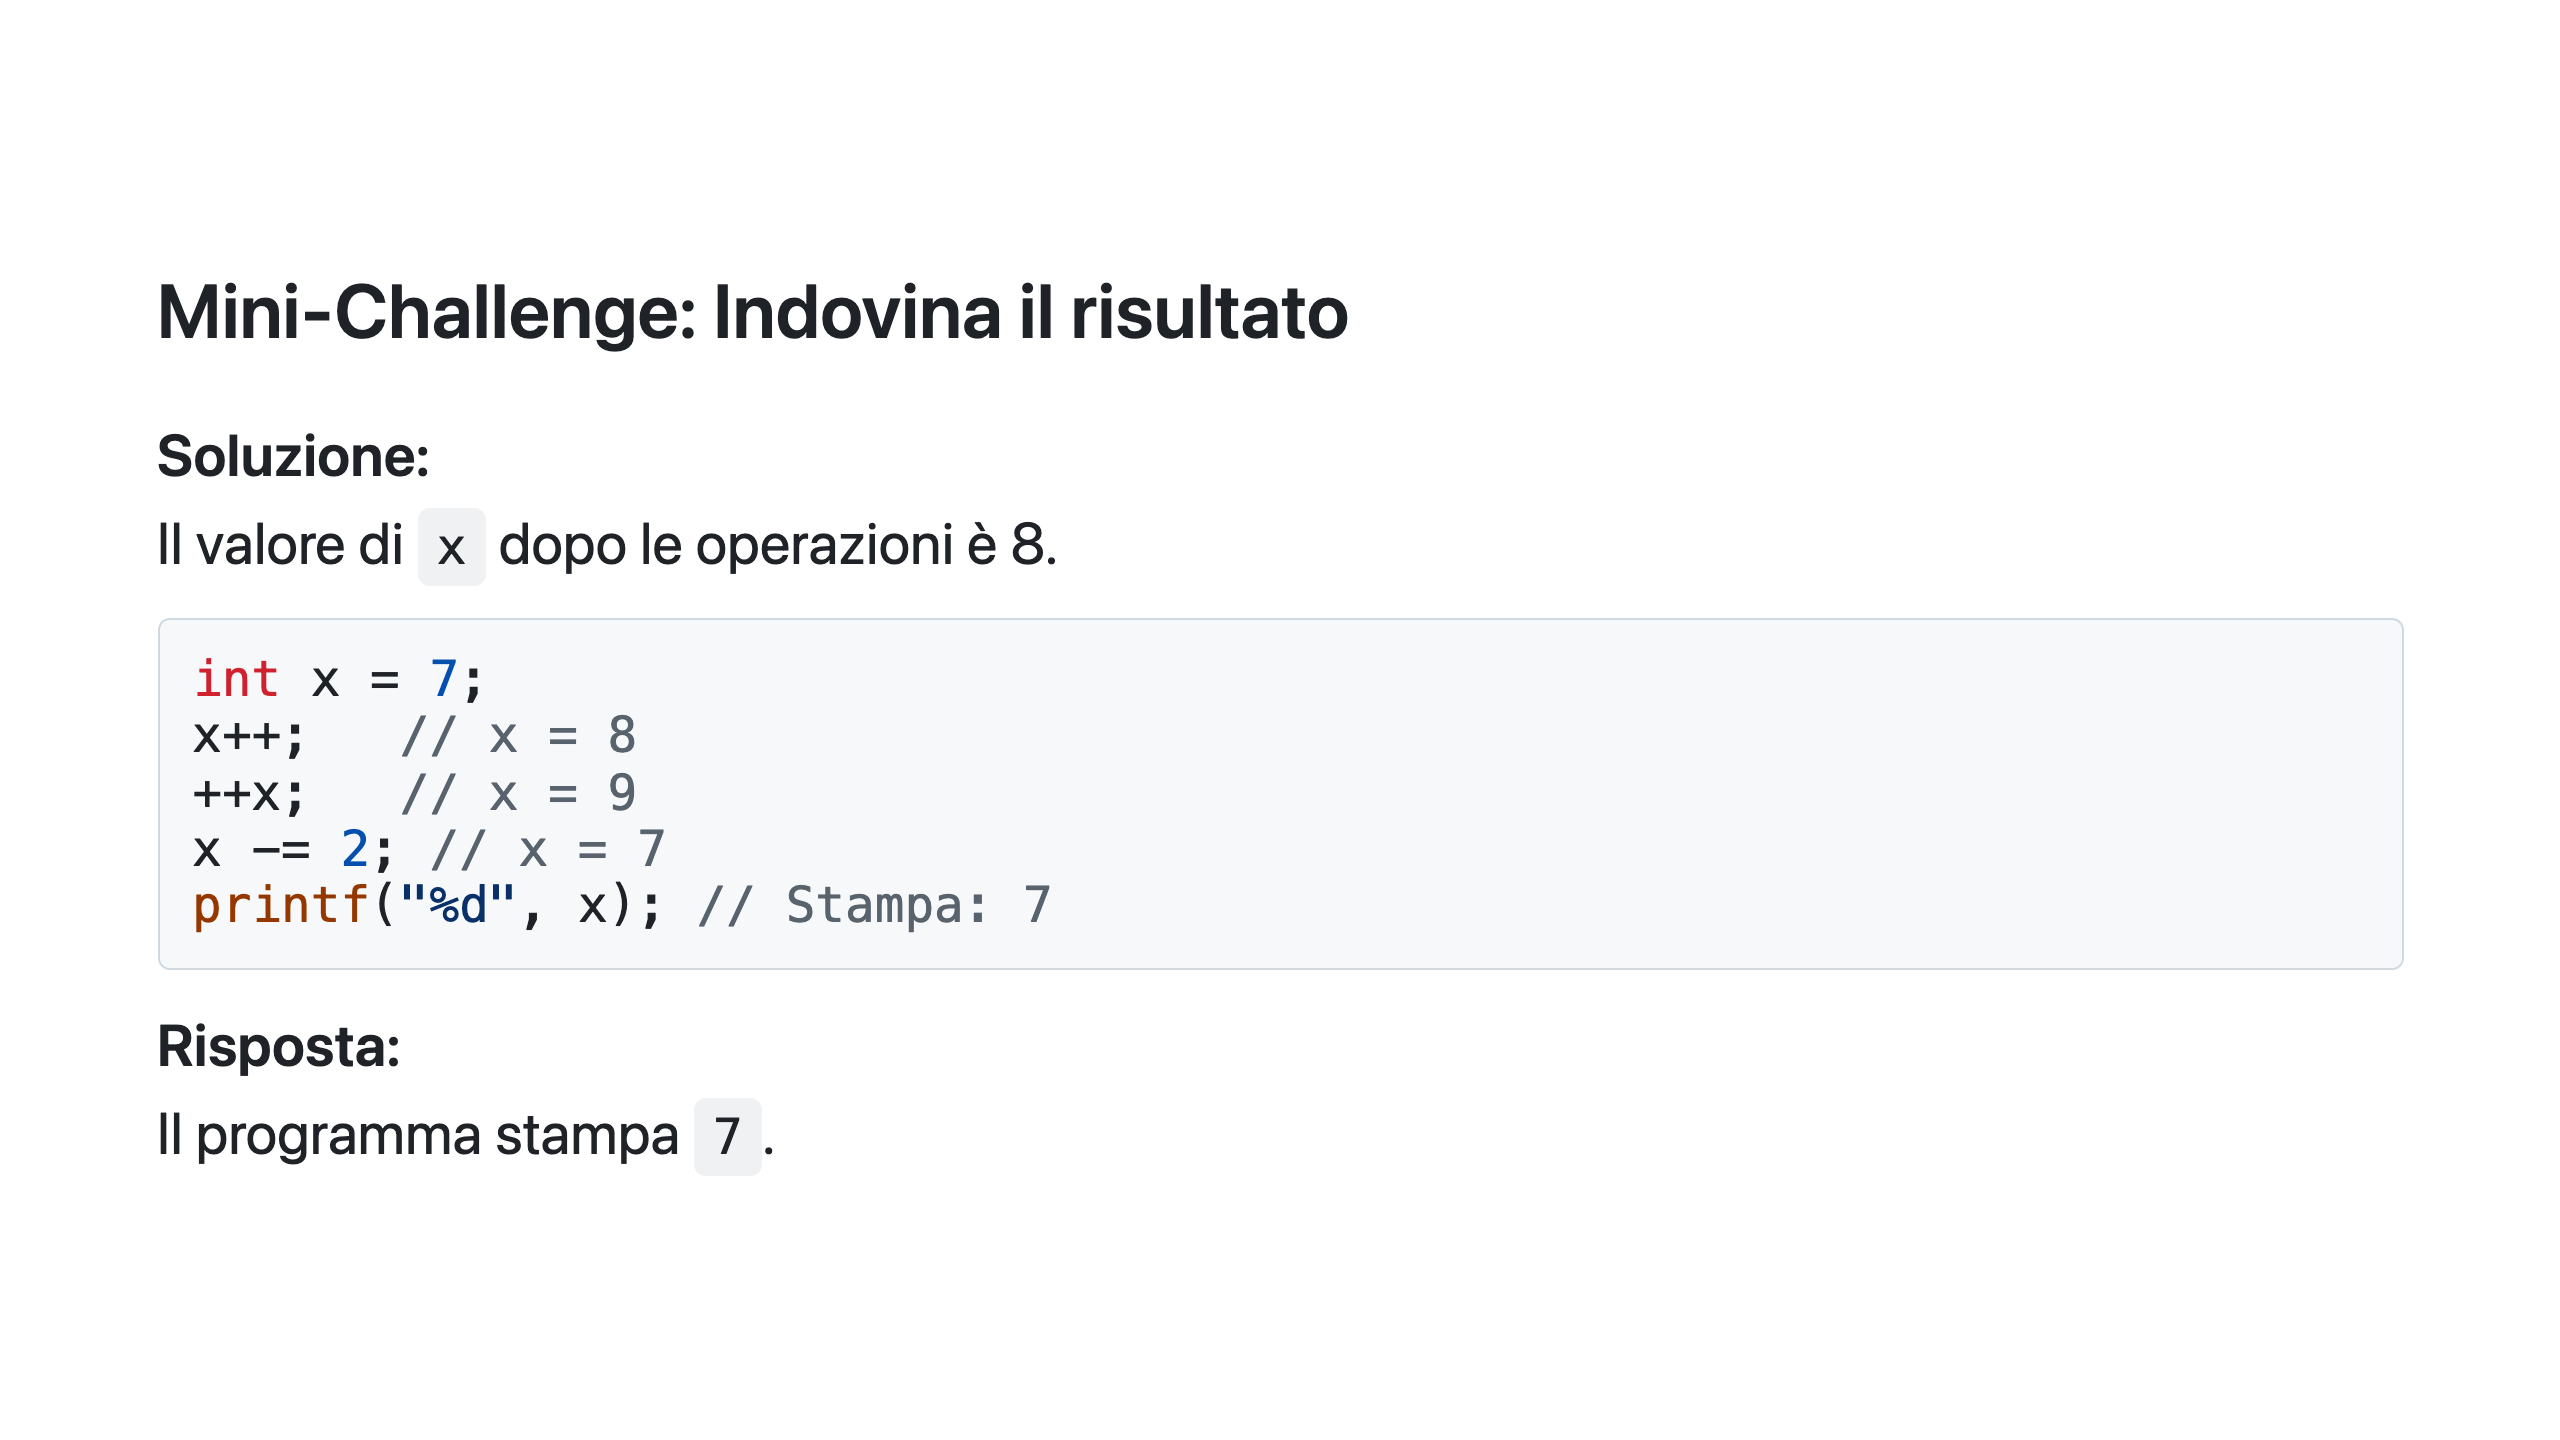 Mini-Challenge: Indovina il risultato
Soluzione:
Il valore di x dopo le operazioni è 8.
int x = 7;
x++;   // x = 8
++x;   // x = 9
x -= 2; // x = 7
printf("%d", x); // Stampa: 7
Risposta:
Il programma stampa 7.